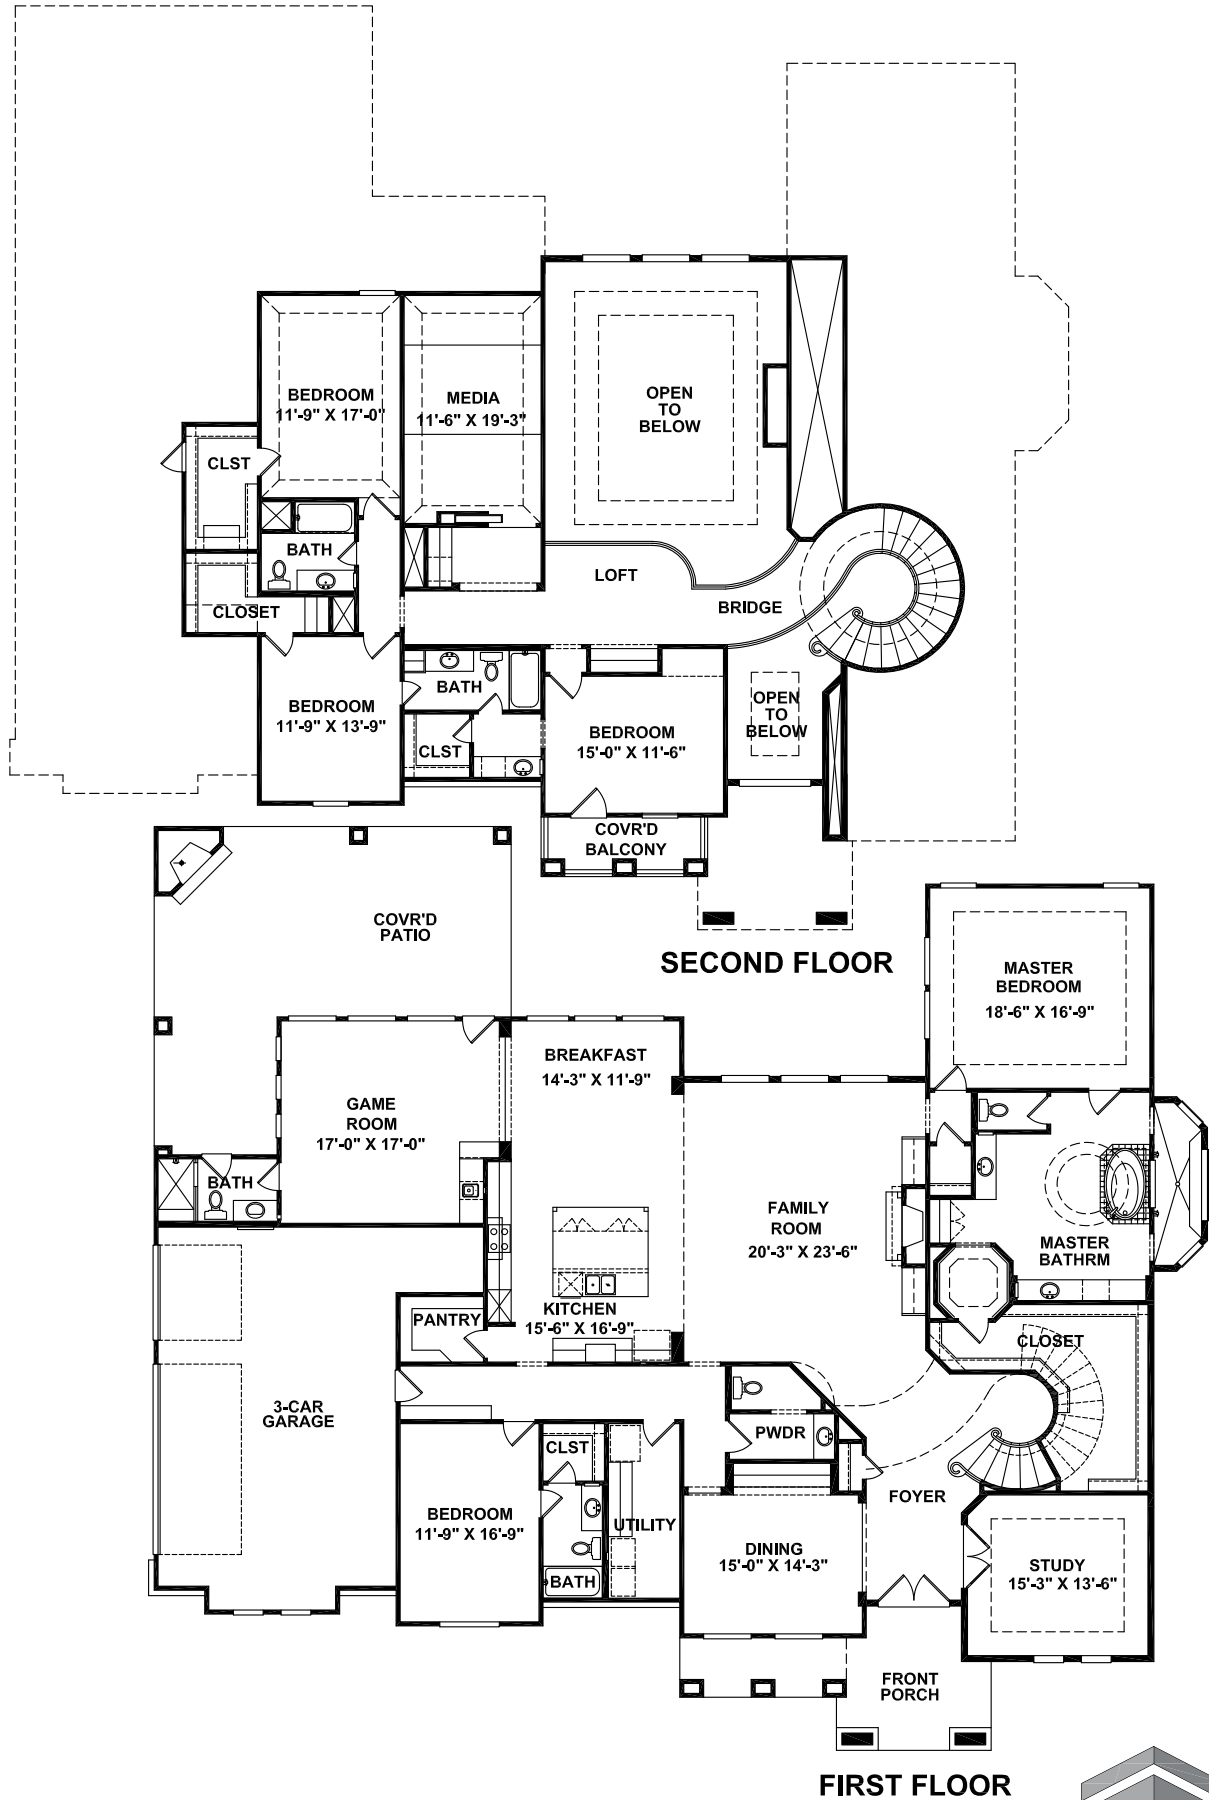 BEDROOM
11'-9" X 17'-0"
MEDIA
11'-6" X 19'-3"
OPEN
TO
BELOW
CLST
BATH
LOFT
BRIDGE
CLOSET
BATH
BEDROOM
11'-9" X 13'-9"
OPEN
TO
BELOW
CLST
BEDROOM
15'-0" X 11'-6"
COVR'D
BALCONY
SECOND FLOOR
COVR'D
PATIO
MASTER
BEDROOM
18'-6" X 16'-9"
BREAKFAST
14'-3" X 11'-9"
GAME
ROOM
17'-0" X 17'-0"
BATH
FAMILY
ROOM
20'-3" X 23'-6"
MASTER
BATHRM
KITCHEN
15'-6" X 16'-9"
PANTRY
CLOSET
3-CAR
GARAGE
PWDR
CLST
FOYER
BEDROOM
11'-9" X 16'-9"
UTILITY
DINING
15'-0" X 14'-3"
STUDY
15'-3" X 13'-6"
BATH
FRONT
PORCH
FIRST FLOOR